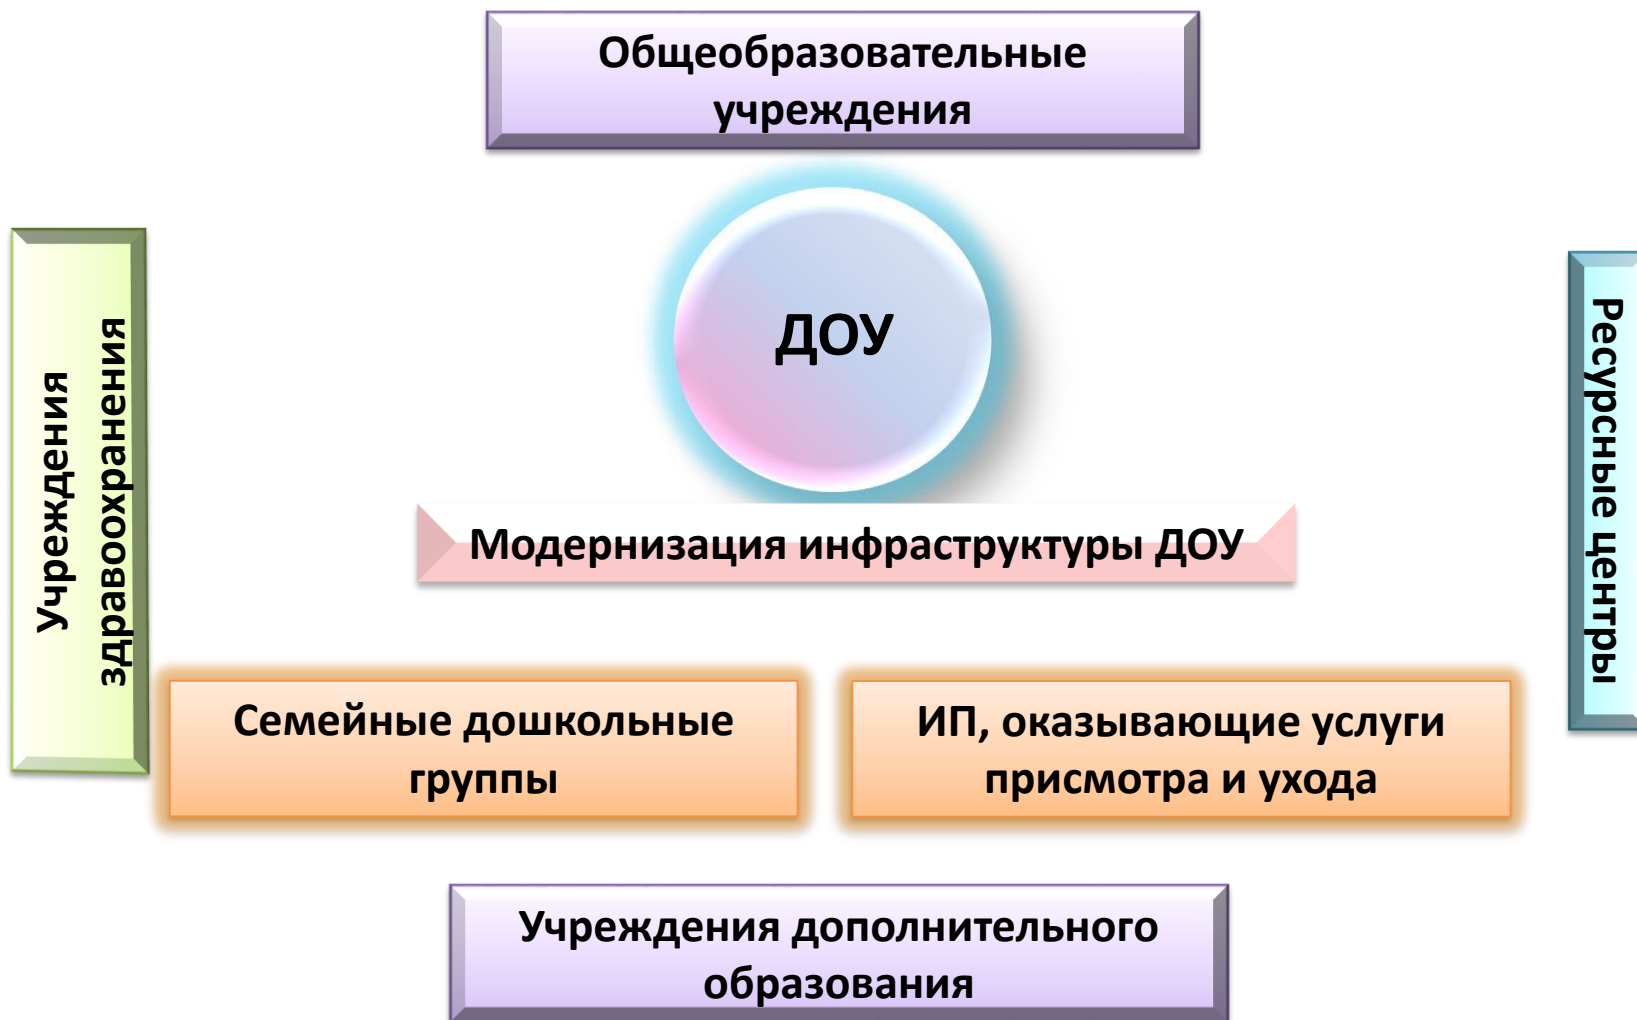 Общеобразовательные
учреждения
ДОУ
Учреждения
здравоохранения
Ресурсные центры
Модернизация инфраструктуры ДОУ
Семейные дошкольные
группы
ИП, оказывающие услуги
присмотра и ухода
Учреждения дополнительного
образования